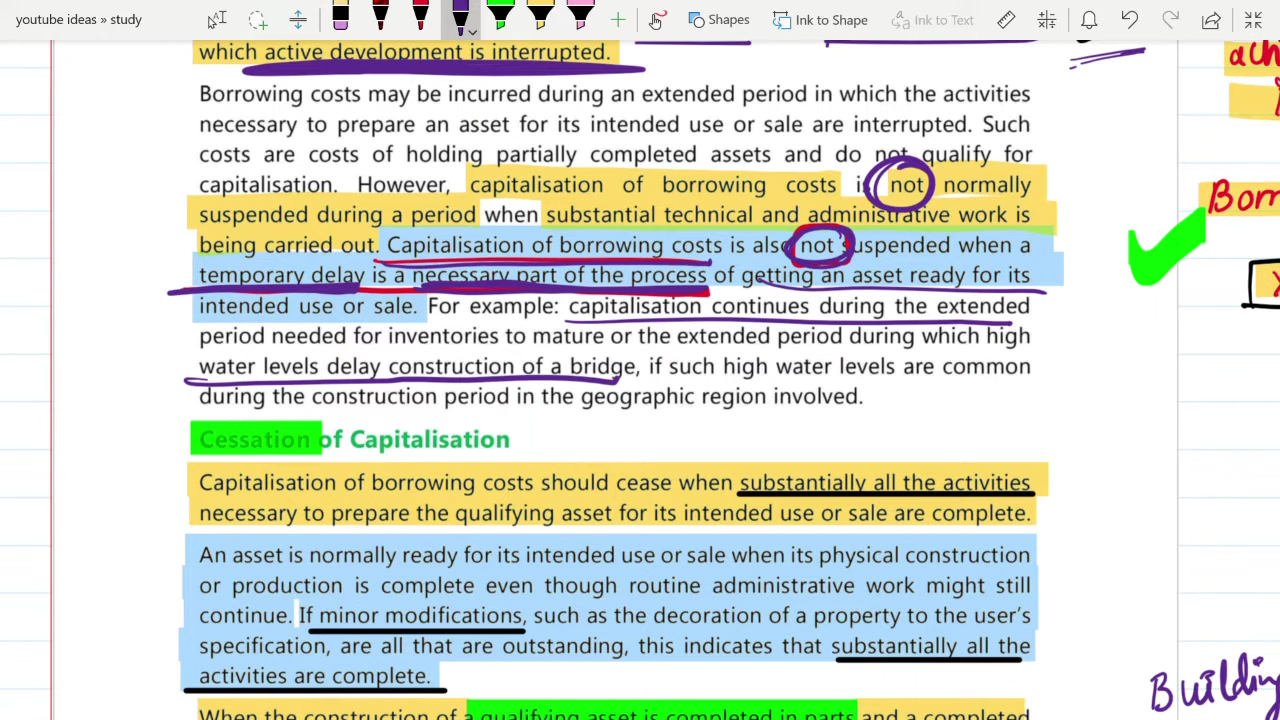 youtube ideas » study
Shapes
Ink to Shape
Ink to Text
which active development is interrupted.
Borrowing costs may be incurred during an extended period in which the activities
necessary to prepare an asset for its intended use or sale are interrupted. Such
costs are costs of holding partially completed assets and do not qualify for
capitalisation. However, capitalisation of borrowing costs is not normally
suspended during a period when substantial technical and administrative work is
being carried out. Capitalisation of borrowing costs is also not suspended when a
temporary delay is a necessary part of the process of getting an asset ready for its
intended use or sale. For example: capitalisation continues during the extended
period needed for inventories to mature or the extended period during which high
water levels delay construction of a bridge, if such high water levels are common
during the construction period in the geographic region involved.
Cessation of Capitalisation
Capitalisation of borrowing costs should cease when substantially all the activities
necessary to prepare the qualifying asset for its intended use or sale are complete.
An asset is normally ready for its intended use or sale when its physical construction
or production is complete even though routine administrative work might still
continue. If minor modifications, such as the decoration of a property to the user's
specification, are all that are outstanding, this indicates that substantially all the
activities are complete.
When the construction of a qualifying asset is completed in parts and a completed
ach
Borr
Building